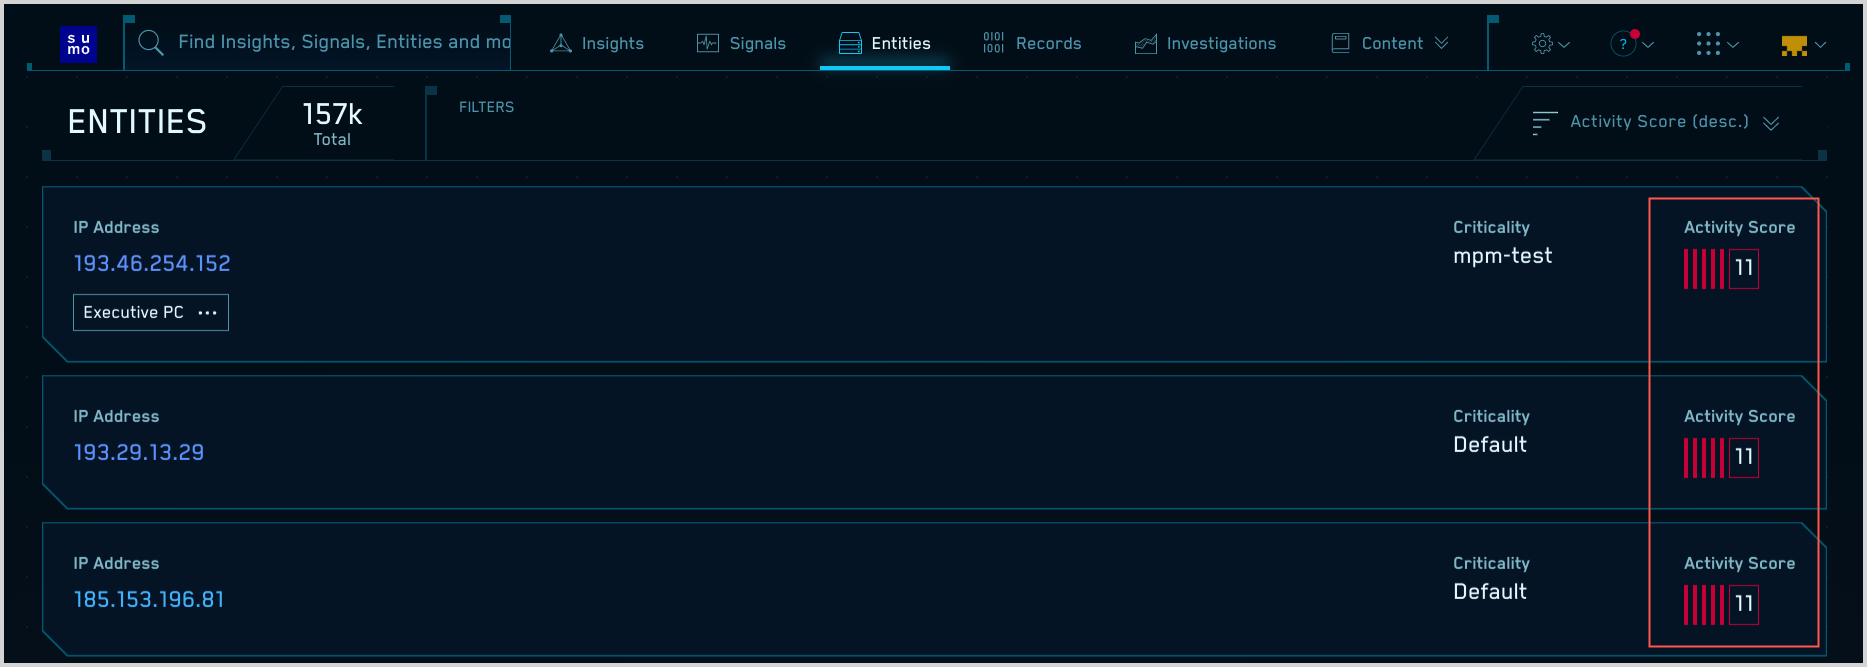 su
mo
Find Insights, Signals, Entities and mo
Insights
Signals
Entities
0101
1001
Records
Investigations
Content
?
ENTITIES
157k
Total
FILTERS
Activity Score (desc.)
IP Address
193.46.254.152
Executive PC ...
Criticality
mpm-test
Activity Score
11
IP Address
193.29.13.29
Criticality
Default
Activity Score
11
IP Address
185.153.196.81
Criticality
Default
Activity Score
11